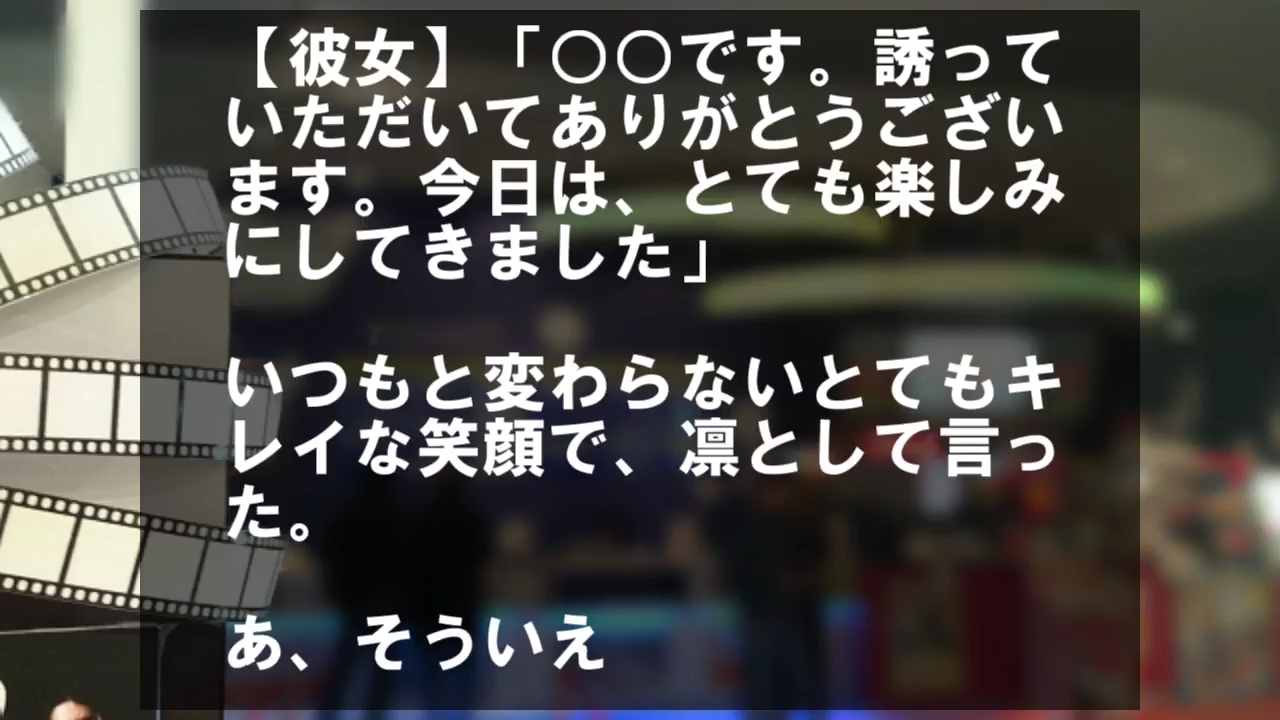 【彼女】「○○です。誘って
いただいてありがとうござい
ます。今日は、とても楽しみ
にしてきました」
いつもと変わらないとてもキ
レイな笑顔で、凛として言っ
た。
あ、そういえ